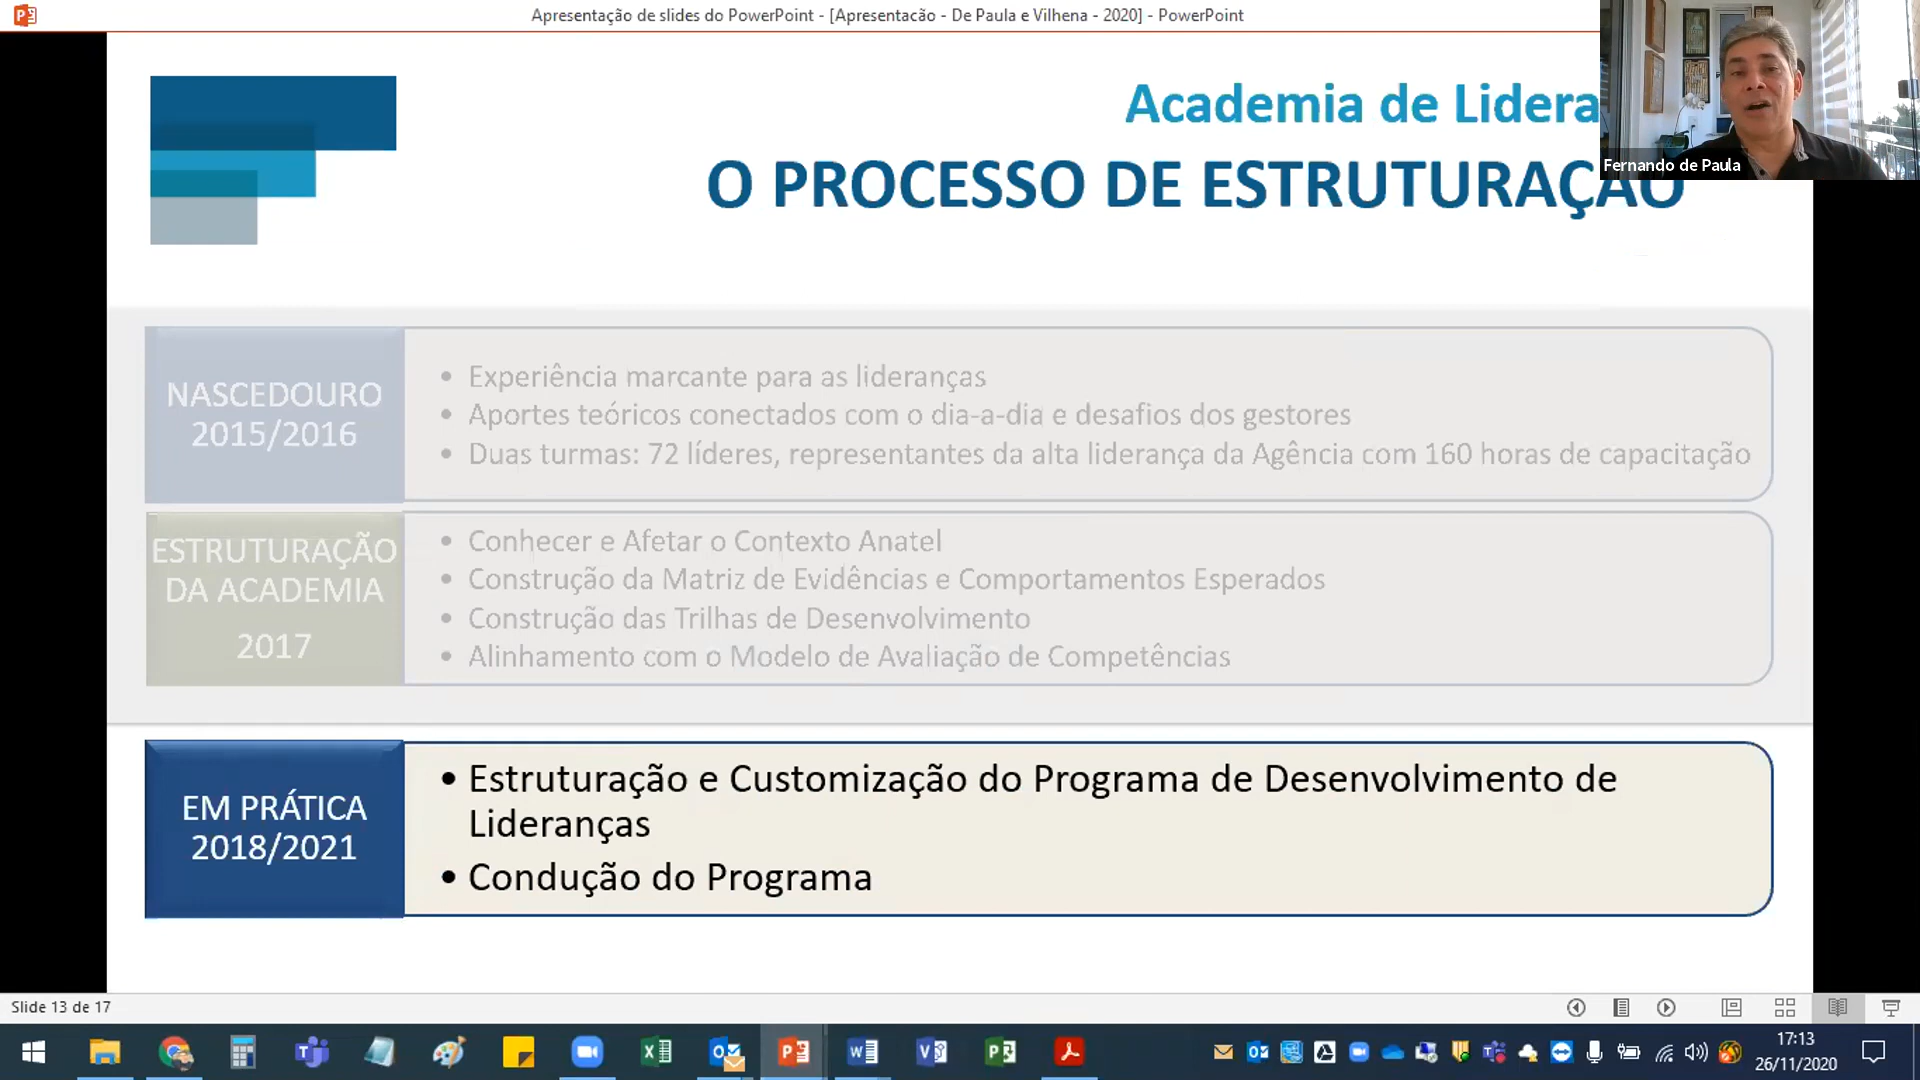 Apresentação de slides do PowerPoint - [Apresentacão - De Paula e Vilhena - 2020] - PowerPoint
Academia de Lidera
O PROCESSO DE ESTRUTURAÇÃO
Fernando de Paula
NASCEDOURO
2015/2016
• Experiência marcante para as lideranças
• Aportes teóricos conectados com o dia-a-dia e desafios dos gestores
• Duas turmas: 72 líderes, representantes da alta liderança da Agência com 160 horas de capacitação
ESTRUTURAÇÃO
DA ACADEMIA
2017
• Conhecer e Afetar o Contexto Anatel
• Construção da Matriz de Evidências e Comportamentos Esperados
• Construção das Trilhas de Desenvolvimento
• Alinhamento com o Modelo de Avaliação de Competências
EM PRÁTICA
2018/2021
• Estruturação e Customização do Programa de Desenvolvimento de
Lideranças
• Condução do Programa
Slide 13 de 17
17:13
26/11/2020